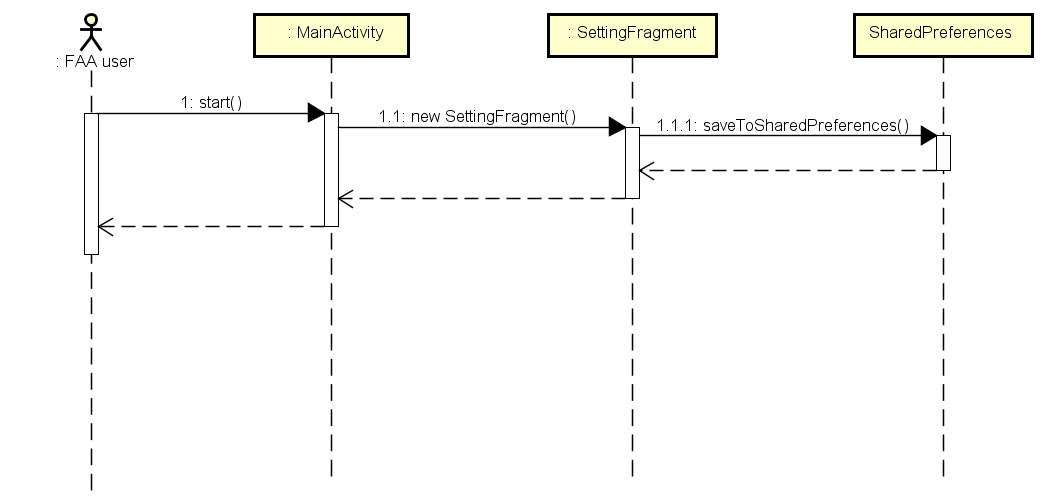 : FAA user
: MainActivity
: SettingFragment
SharedPreferences
1: start()
1.1: new SettingFragment()
1.1.1: saveToSharedPreferences()